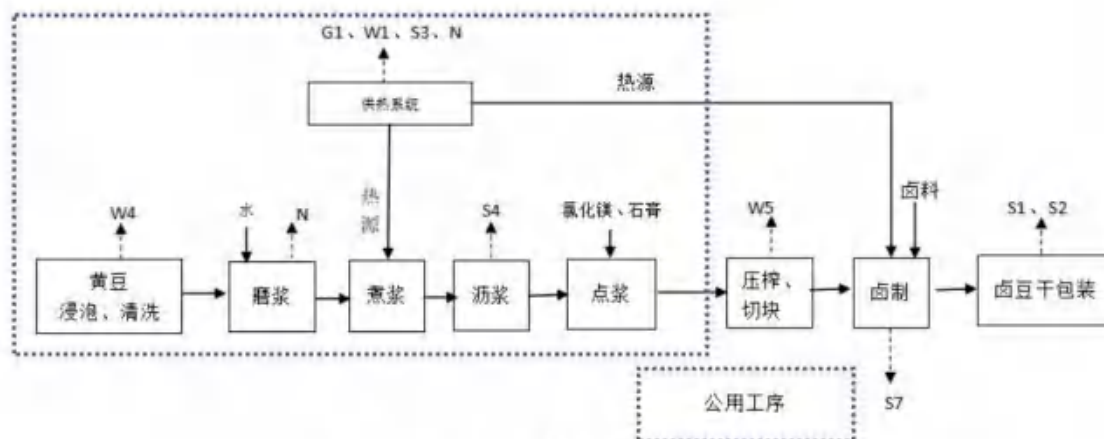 G1、W1、S3、N
供热系统
热源
热
源
卤料
W4
水
N
S4
氯化镁、石膏
W5
S1、S2
黄豆
浸泡、清洗
磨浆
煮浆
沥浆
点浆
压榨、
切块
卤制
卤豆干包装
公用工序
S7